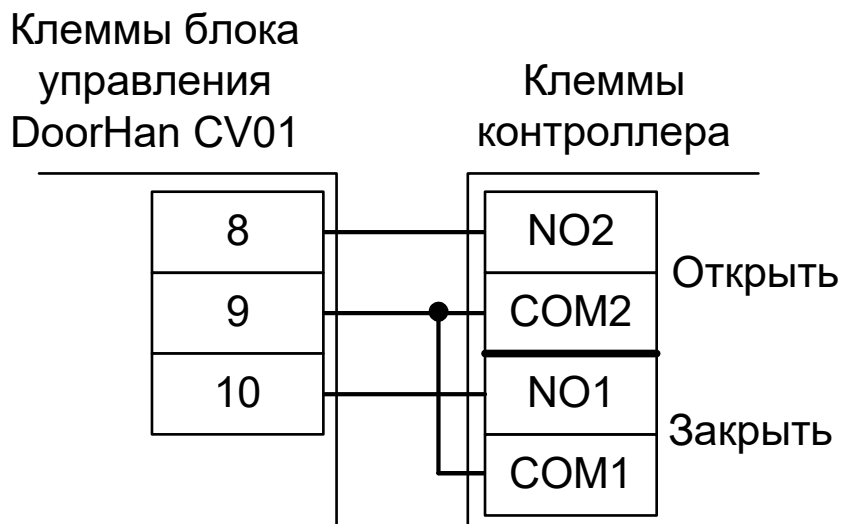 Клеммы блока
управления
DoorHan CV01
Клеммы
контроллера
8
NO2
9
COM2
Открыть
10
NO1
COM1
Закрыть